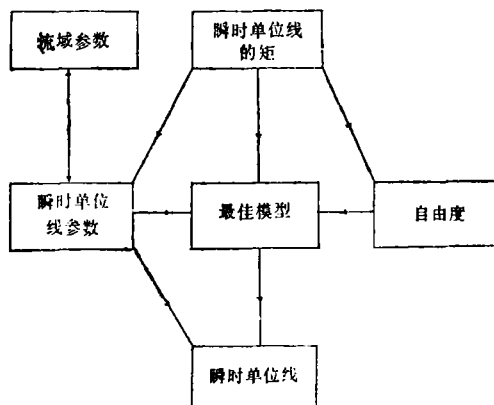 流域参数
瞬时单位线
的矩
瞬时单位
线参数
最佳模型
自由度
瞬时单位线